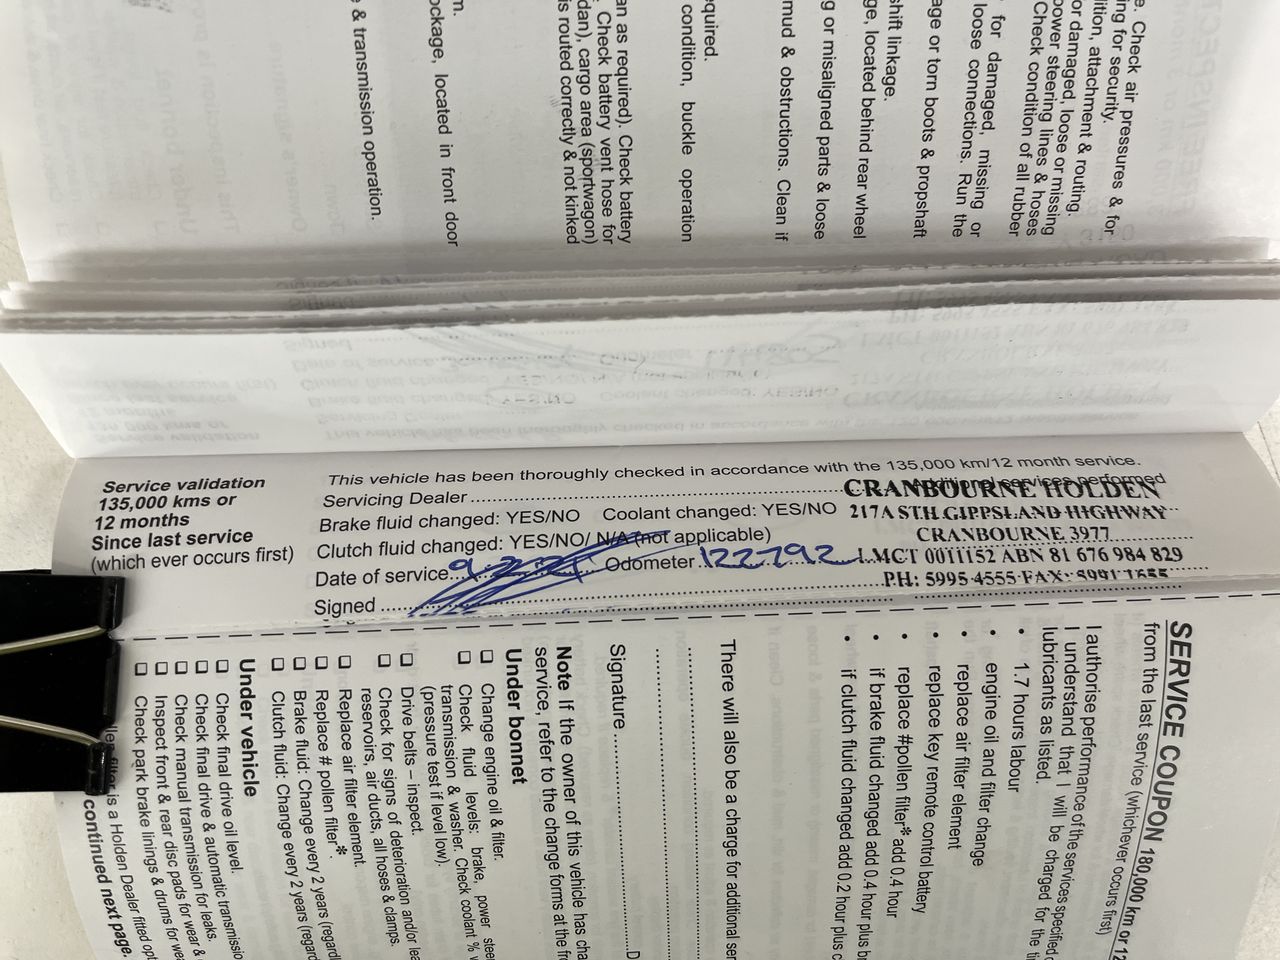 e. Check air pressures & for
ing for security.
ition, attachment & routing.
or damaged, loose or missing
power steering lines & hoses
Check condition of all rubber
for damaged, missing or
loose connections. Run the
age or torn boots & propshaft
shift linkage.
ge, located behind rear wheel
g or misaligned parts & loose
mud & obstructions. Clean if
quired.
condition, buckle operation
an as required). Check battery
Check battery vent hose for
dan), cargo area (sportwagon)
is routed correctly & not kinked
m.
ockage, located in front door
e & transmission operation.
Service validation
135,000 kms or
12 months
Since last service
(which ever occurs first)
This vehicle has been thoroughly checked in accordance with the 135,000 km/12 month service.
Servicing Dealer
Additional services performed
Brake fluid changed: YES/NO Coolant changed: YES/NO
Clutch fluid changed: YES/NO/ N/A (not applicable)
Date of service
Odometer 122792
Signed
CRANBOURNE HOLDEN
217A STH GIPPSLAND HIGHWAY
CRANBOURNE 3977
LMCT 0011152 ABN 81 676 984 829
PH: 5995 4555 FAX: 5991 1555
SERVICE COUPON 180,000 km or 12
from the last service (whichever occurs first)
I authorise performance of the services specified
I understand that I will be charged for the
lubricants as listed.
• 1.7 hours labour
• engine oil and filter change
• replace air filter element
• replace key remote control battery
• replace #pollen filter* add 0.4 hour
• if brake fluid changed add 0.4 hour plus
• if clutch fluid changed add 0.2 hour plus
There will also be a charge for additional
Signature
Note If the owner of this vehicle has
service, refer to the change forms at the
Under bonnet
❑ Change engine oil & filter.
❑ Check fluid levels: brake, power
transmission & washer. Check coolant %
(pressure test if level low).
❑ Drive belts – inspect.
❑ Check for signs of deterioration and/or
reservoirs, air ducts, all hoses & clamps.
❑ Replace air filter element
❑ Replace # pollen filter*.
❑ Brake fluid: Change every 2 years
❑ Clutch fluid: Change every 2 years
Under vehicle
❑ Check final drive oil level.
❑ Check final drive & automatic
❑ Check manual transmission for leaks.
❑ Inspect front & rear disc pads for wear &
❑ Check park brake linings & drums for
is a Holden Dealer fitted
continued next page.